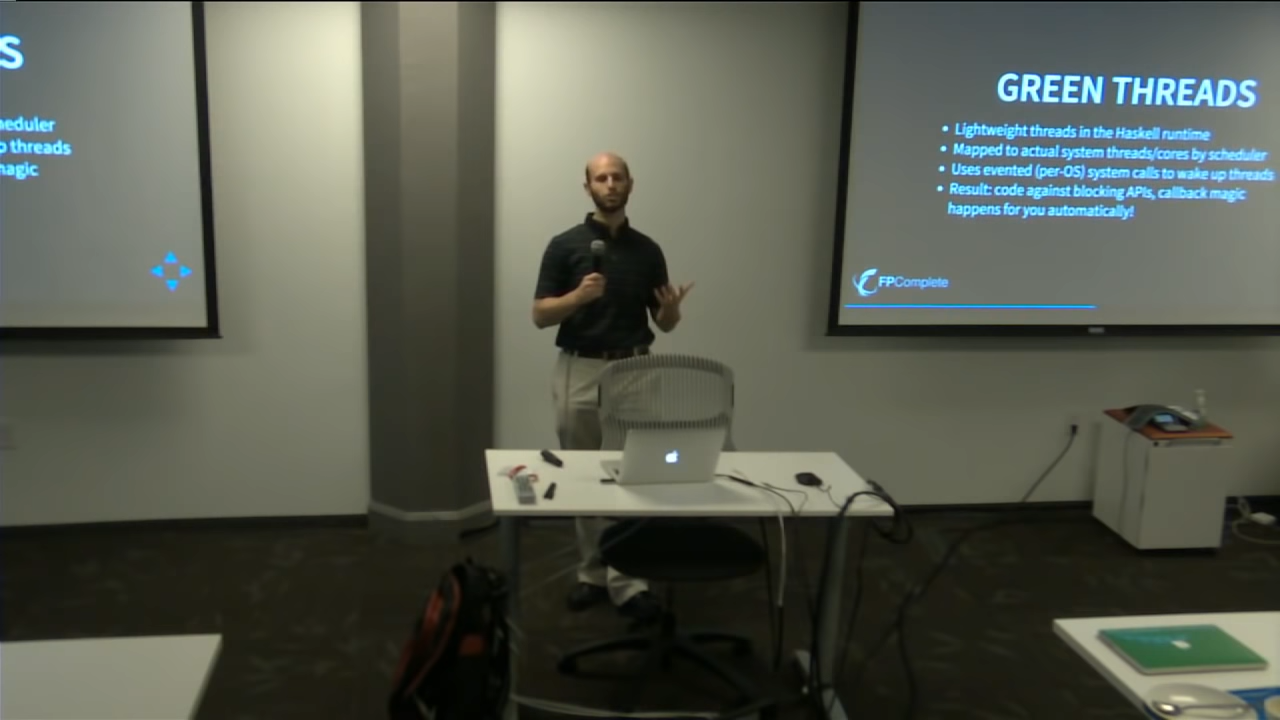 S
heduler
o threads
magic
GREEN THREADS
• Lightweight threads in the Haskell runtime
• Mapped to actual system threads/cores by scheduler
• Uses evented (per-OS) system calls to wake up threads
• Result: code against blocking APIs, callback magic
happens for you automatically!
FPComplete